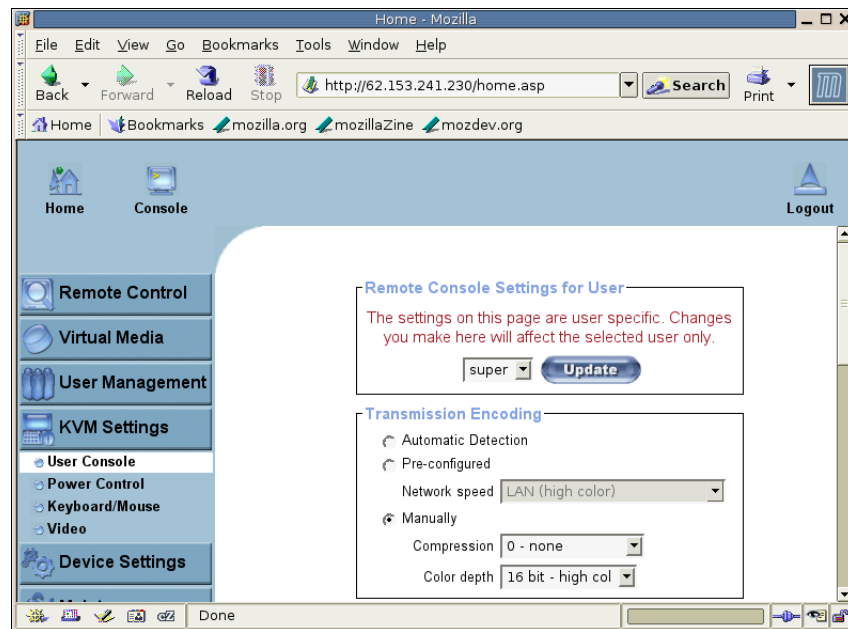 Home - Mozilla
File Edit View Go Bookmarks Tools Window Help
Back Forward Reload Stop http://62.153.241.230/home.asp Search Print
Home Bookmarks mozilla.org mozillaZine mozdev.org
Home Console Logout
Remote Control
Virtual Media
User Management
KVM Settings
User Console
Power Control
Keyboard/Mouse
Video
Device Settings
Remote Console Settings for User
The settings on this page are user specific. Changes
you make here will affect the selected user only.
super Update
Transmission Encoding
Automatic Detection
Pre-configured
Network speed LAN (high color)
Manually
Compression 0 - none
Color depth 16 bit - high col
Done